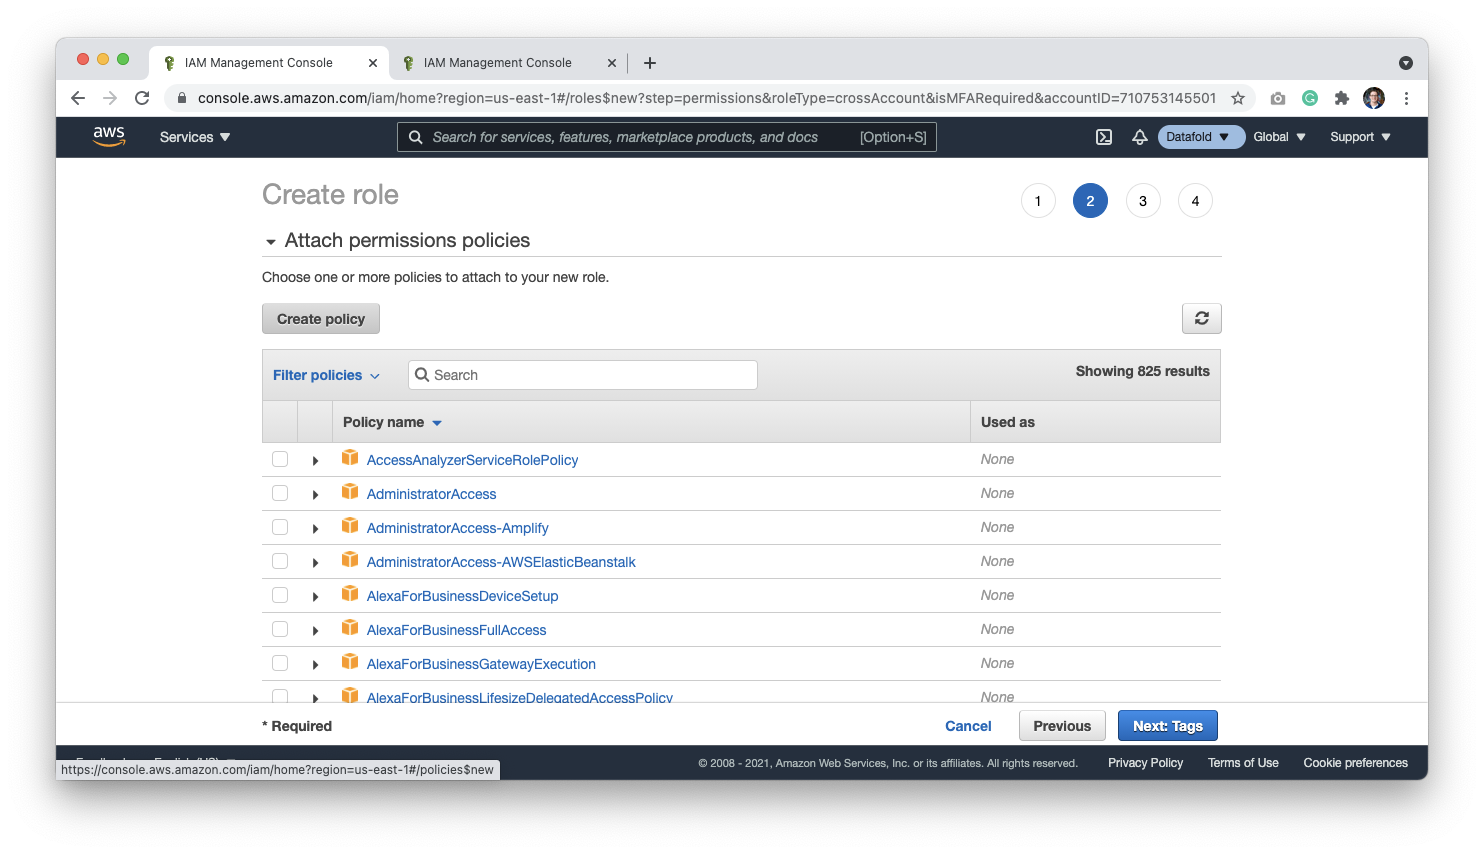 IAM Management Console
IAM Management Console
console.aws.amazon.com/iam/home?region=us-east-1#/roles$new?step=permissions&roleType=crossAccount&isMFARequired&accountID=710753145501
aws Services Search for services, features, marketplace products, and docs [Option+S] Datafold Global Support
Create role 1 2 3 4
Attach permissions policies
Choose one or more policies to attach to your new role.
Create policy
Filter policies Search Showing 825 results
Policy name Used as
AccessAnalyzerServiceRolePolicy None
AdministratorAccess None
AdministratorAccess-Amplify None
AdministratorAccess-AWSElasticBeanstalk None
AlexaForBusinessDeviceSetup None
AlexaForBusinessFullAccess None
AlexaForBusinessGatewayExecution None
AlexaForBusinessLifesizeDelegatedAccessPolicy None
* Required Cancel Previous Next: Tags
© 2008 - 2021, Amazon Web Services, Inc. or its affiliates. All rights reserved. Privacy Policy Terms of Use Cookie preferences
https://console.aws.amazon.com/iam/home?region=us-east-1#/policies$new